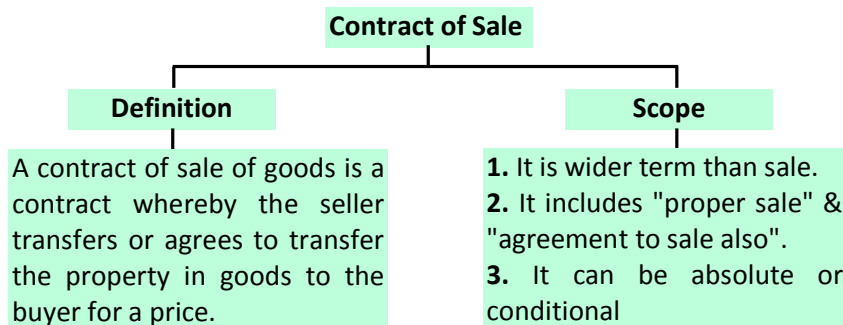 Contract of Sale
Definition
A contract of sale of goods is a
contract whereby the seller
transfers or agrees to transfer
the property in goods to the
buyer for a price.
Scope
1. It is wider term than sale.
2. It includes "proper sale" &
"agreement to sale also".
3. It can be absolute or
conditional